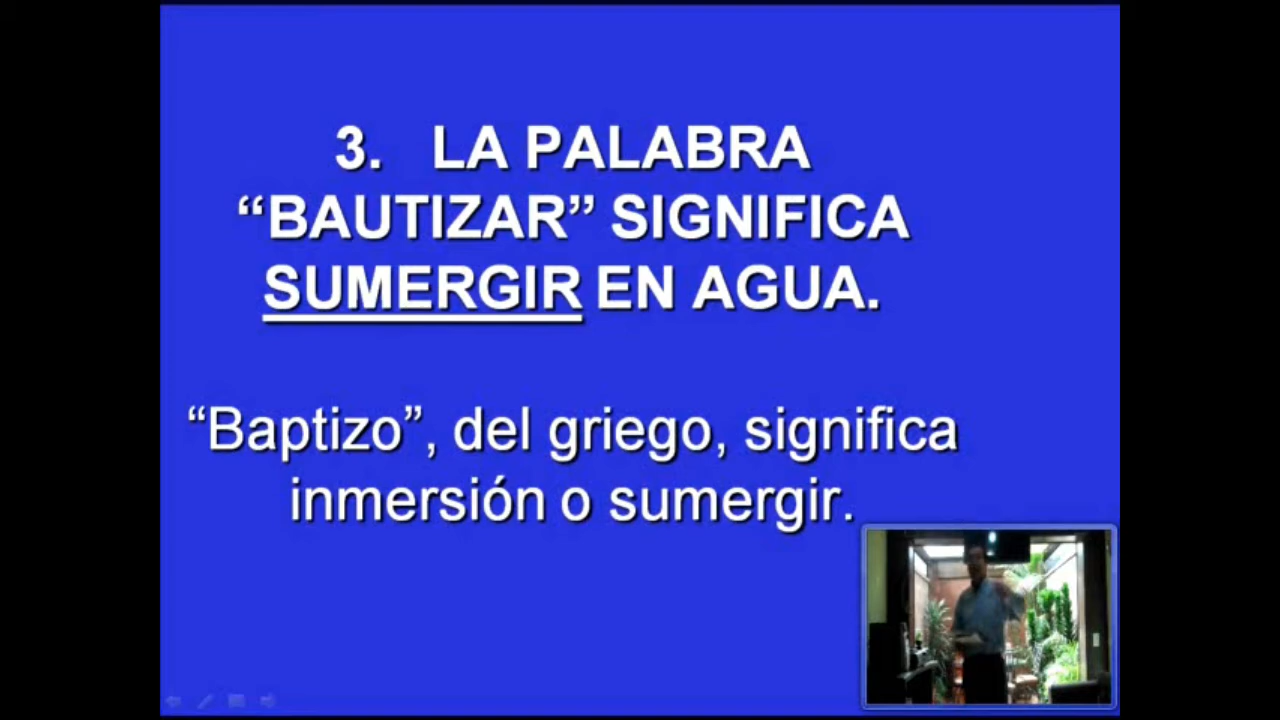 3. LA PALABRA
“BAUTIZAR” SIGNIFICA
SUMERGIR EN AGUA.
“Baptizo”, del griego, significa
inmersión o sumergir.